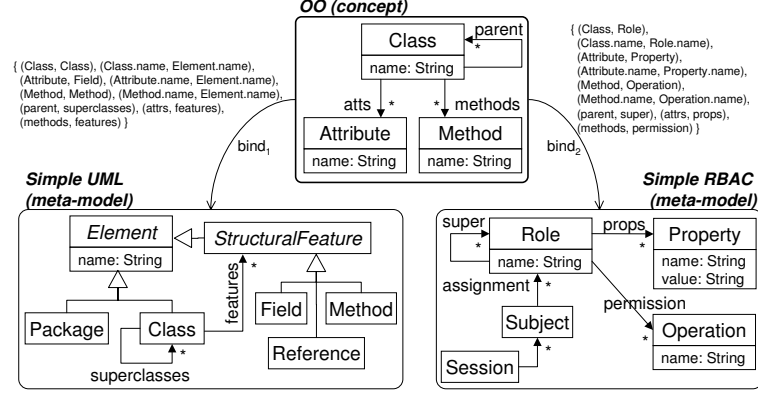 OO (concept)
{ (Class, Class), (Class.name, Element.name),
(Attribute, Field), (Attribute.name, Element.name),
(Method, Method), (Method.name, Element.name),
(parent, superclasses), (attrs, features),
(methods, features) }
Class
name: String
parent
*
atts
*
*
methods
Attribute
name: String
Method
name: String
{ (Class, Role),
(Class.name, Role.name),
(Attribute, Property),
(Attribute.name, Property.name),
(Method, Operation),
(Method.name, Operation.name),
(parent, super), (attrs, props),
(methods, permission) }
bind1
bind2
Simple UML
(meta-model)
Element
name: String
StructuralFeature
features
*
Package
Class
*
superclasses
Field
Method
Reference
Simple RBAC
(meta-model)
super
*
Role
name: String
props
*
Property
name: String
value: String
assignment
*
permission
*
Subject
Operation
name: String
*
Session